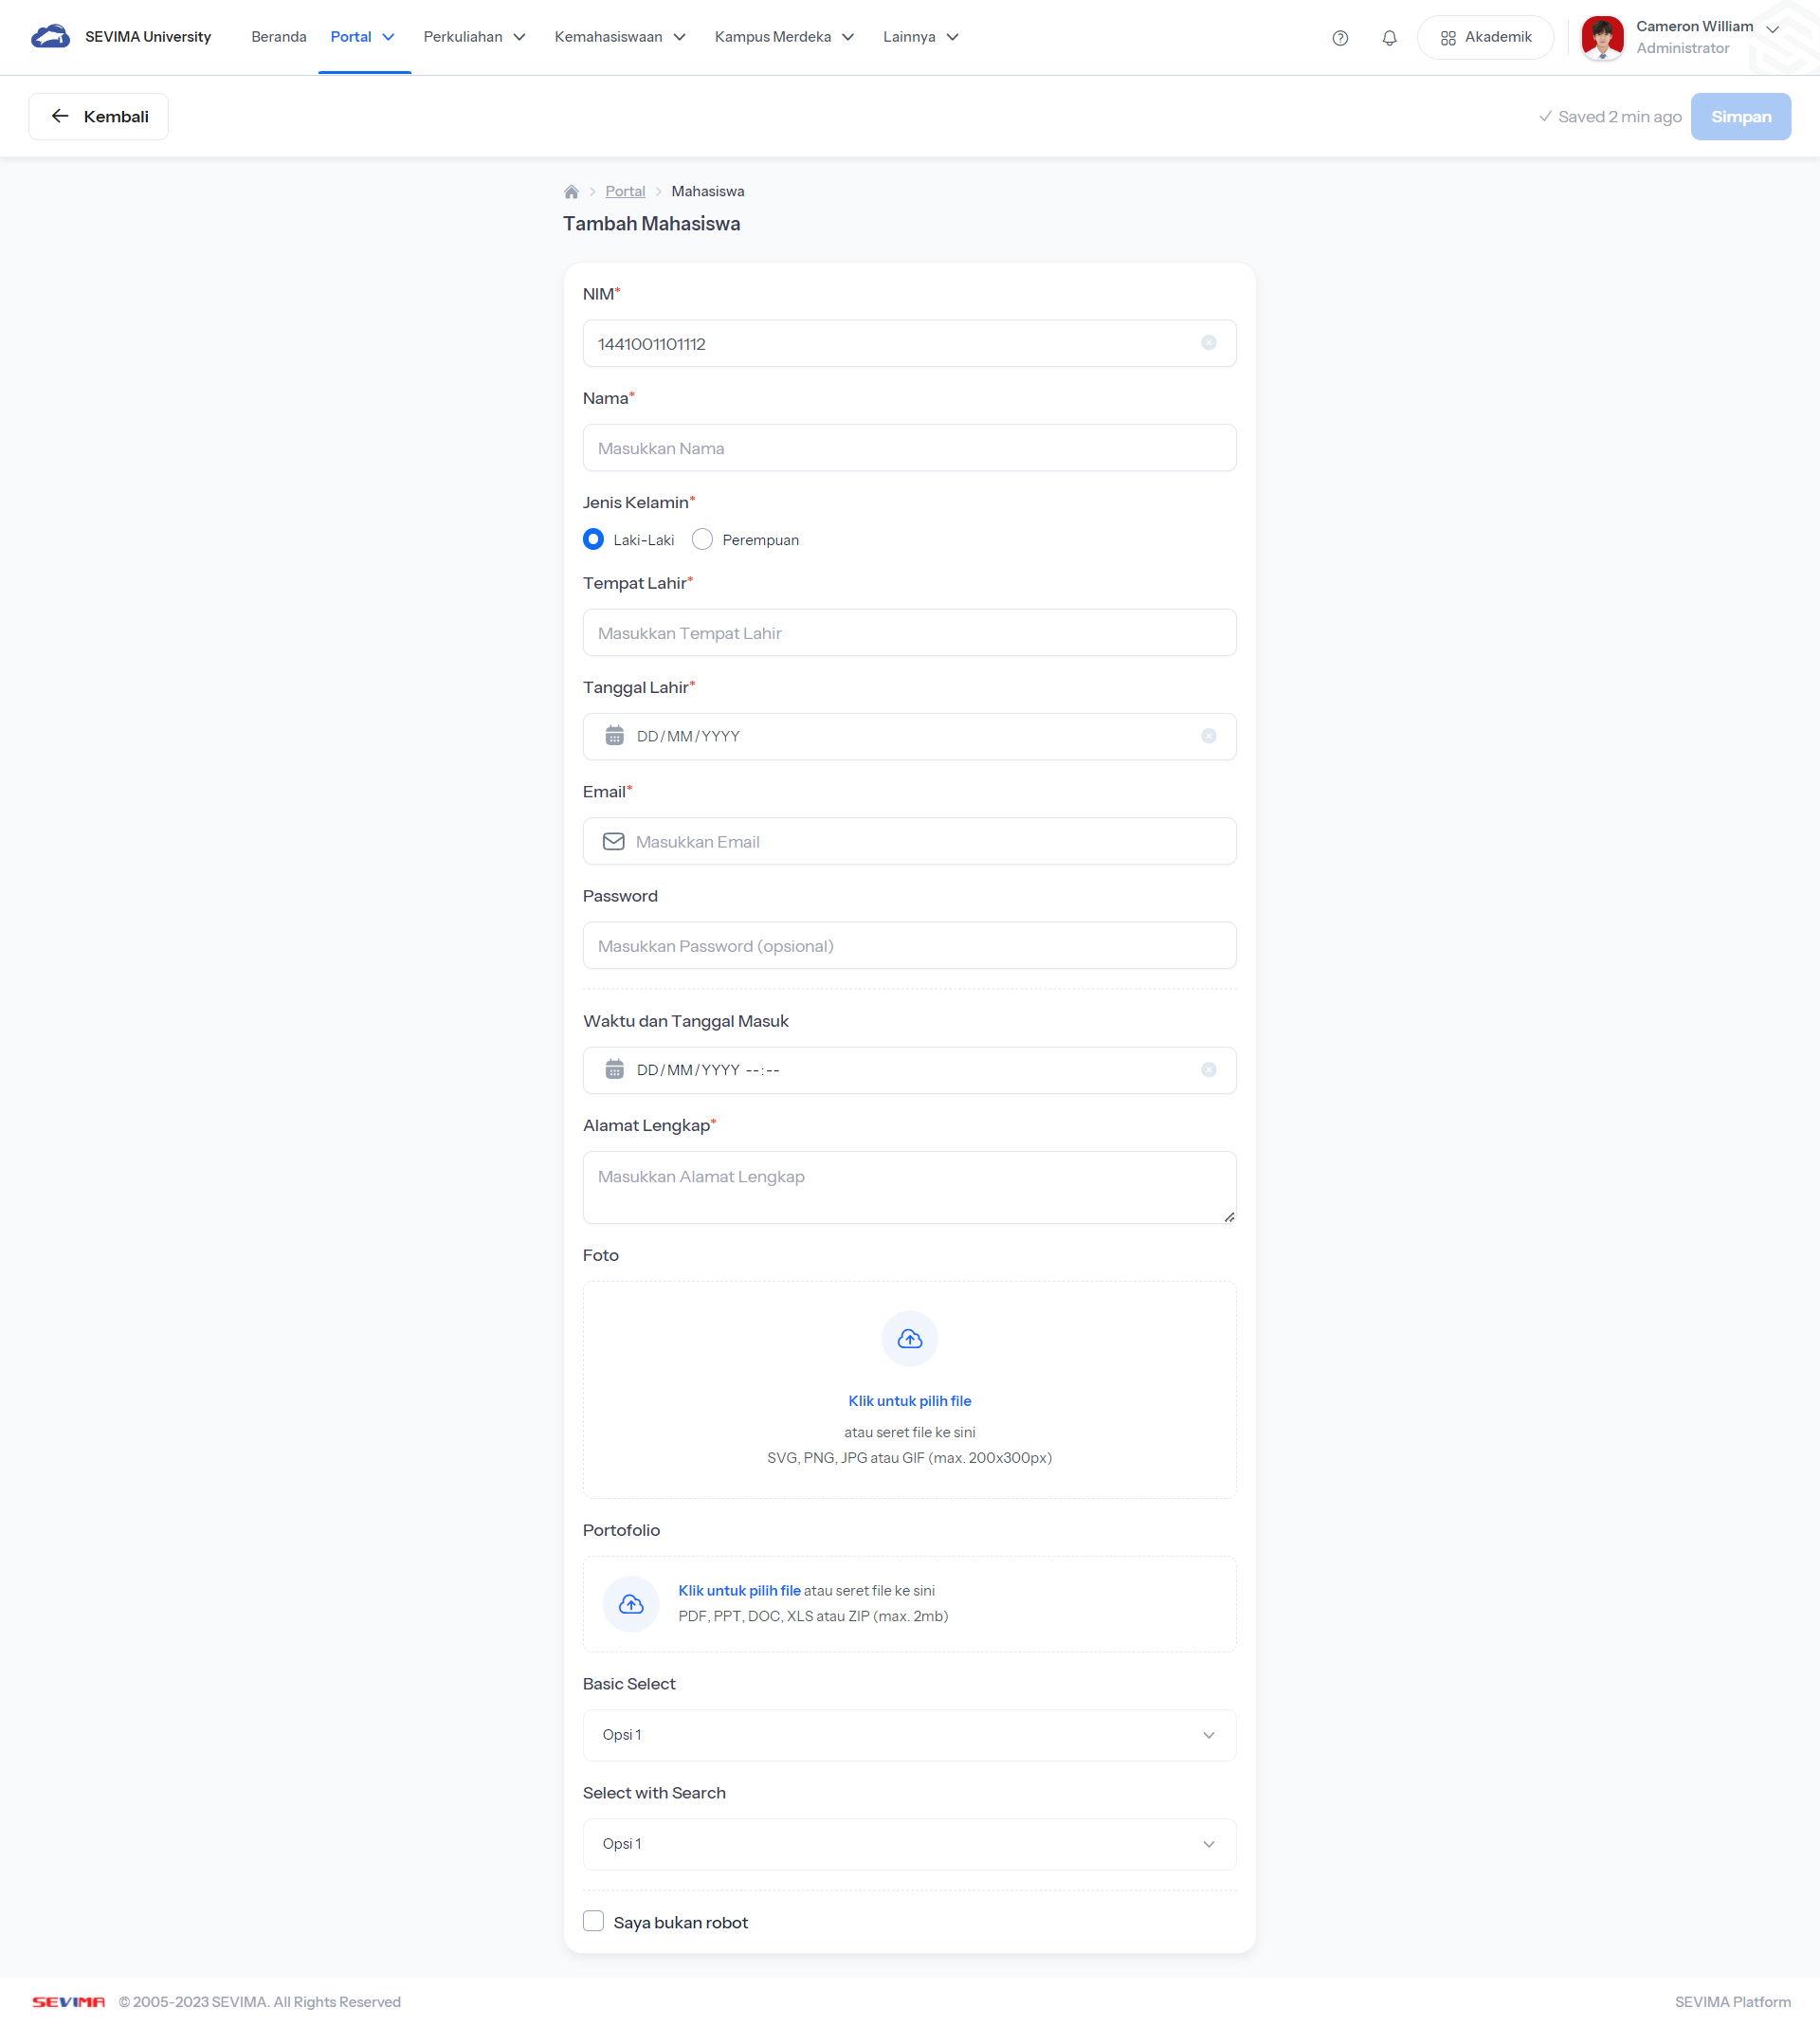 SEVIMA University
Beranda
Portal
Perkuliahan
Kemahasiswaan
Kampus Merdeka
Lainnya
Akademik
Cameron William
Administrator
Kembali
Saved 2 min ago
Simpan
Portal
Mahasiswa
Tambah Mahasiswa
NIM*
1441001101112
Nama*
Masukkan Nama
Jenis Kelamin*
Laki-Laki
Perempuan
Tempat Lahir*
Masukkan Tempat Lahir
Tanggal Lahir*
DD/MM/YYYY
Email*
Masukkan Email
Password
Masukkan Password (opsional)
Waktu dan Tanggal Masuk
DD/MM/YYYY --:--
Alamat Lengkap*
Masukkan Alamat Lengkap
Foto
Klik untuk pilih file
atau seret file ke sini
SVG, PNG, JPG atau GIF (max. 200x300px)
Portofolio
Klik untuk pilih file atau seret file ke sini
PDF, PPT, DOC, XLS atau ZIP (max. 2mb)
Basic Select
Opsi 1
Select with Search
Opsi 1
Saya bukan robot
SEVIMA © 2005-2023 SEVIMA. All Rights Reserved
SEVIMA Platform